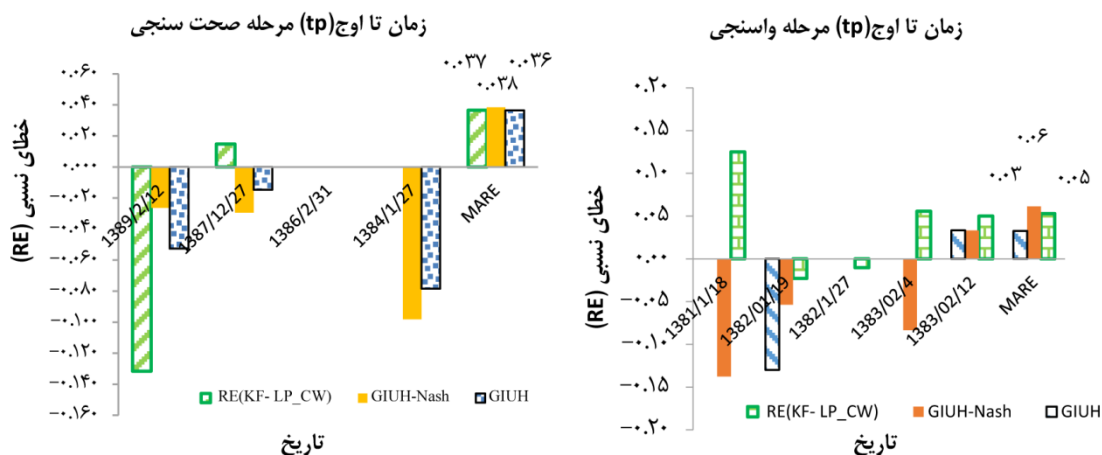 زمان تا اوج(tp) مرحله صحت سنجی
۰.۰۳۷ ۰.۰۳۸ ۰.۰۳۶
۰.۰۶۰
۰.۰۴۰
۰.۰۲۰
۰.۰۰۰
−۰.۰۲۰
−۰.۰۴۰
−۰.۰۶۰
−۰.۰۸۰
−۰.۱۰۰
−۰.۱۲۰
−۰.۱۴۰
−۰.۱۶۰
خطای نسبی (RE)
1389/2/12
1387/12/27
1386/2/31
1384/1/27
MARE
RE(KF- LP_CW) GIUH-Nash GIUH
تاریخ
زمان تا اوج(tp) مرحله واسنجی
۰.۲۰
۰.۱۵
۰.۱۰
۰.۰۵
۰.۰۰
−۰.۰۵
−۰.۱۰
−۰.۱۵
−۰.۲۰
خطای نسبی (RE)
۰.۰۳ ۰.۰۶ ۰.۰۵
1381/1/18
1382/01/19
1382/1/27
1383/02/4
1383/02/12
MARE
RE(KF- LP_CW) GIUH-Nash GIUH
تاریخ